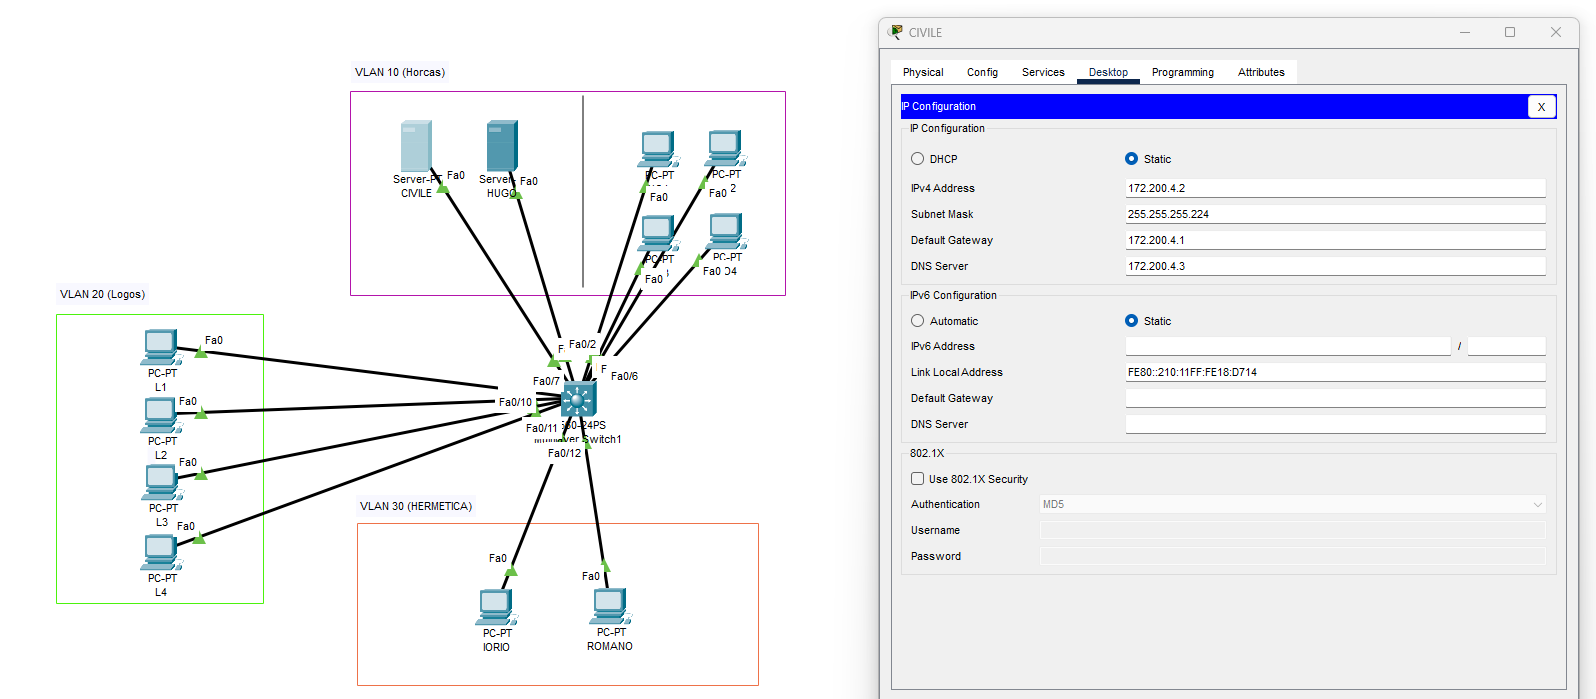 VLAN 10 (Horcas)
Fa0
Server-PT
CIVILE
Fa0
Server-
HUGO
PC-PT
Fa0
PC-PT
2
Fa0
PC-PT
Fa0
PC-PT
Fa0 D4
VLAN 20 (Logos)
Fa0
PC-PT
L1
Fa0
PC-PT
L2
Fa0
PC-PT
L3
Fa0
PC-PT
L4
Fa0/2
Fa0/6
Fa0/7
Fa0/10
Fa0/11
Fa0/12
60-24PS
Switch1
VLAN 30 (HERMETICA)
Fa0
PC-PT
IORIO
Fa0
PC-PT
ROMANO
CIVILE
Physical Config Services Desktop Programming Attributes
IP Configuration
X
IP Configuration
DHCP Static
IPv4 Address 172.200.4.2
Subnet Mask 255.255.255.224
Default Gateway 172.200.4.1
DNS Server 172.200.4.3
IPv6 Configuration
Automatic Static
IPv6 Address /
Link Local Address FE80::210:11FF:FE18:D714
Default Gateway
DNS Server
802.1X
Use 802.1X Security
Authentication MD5
Username
Password